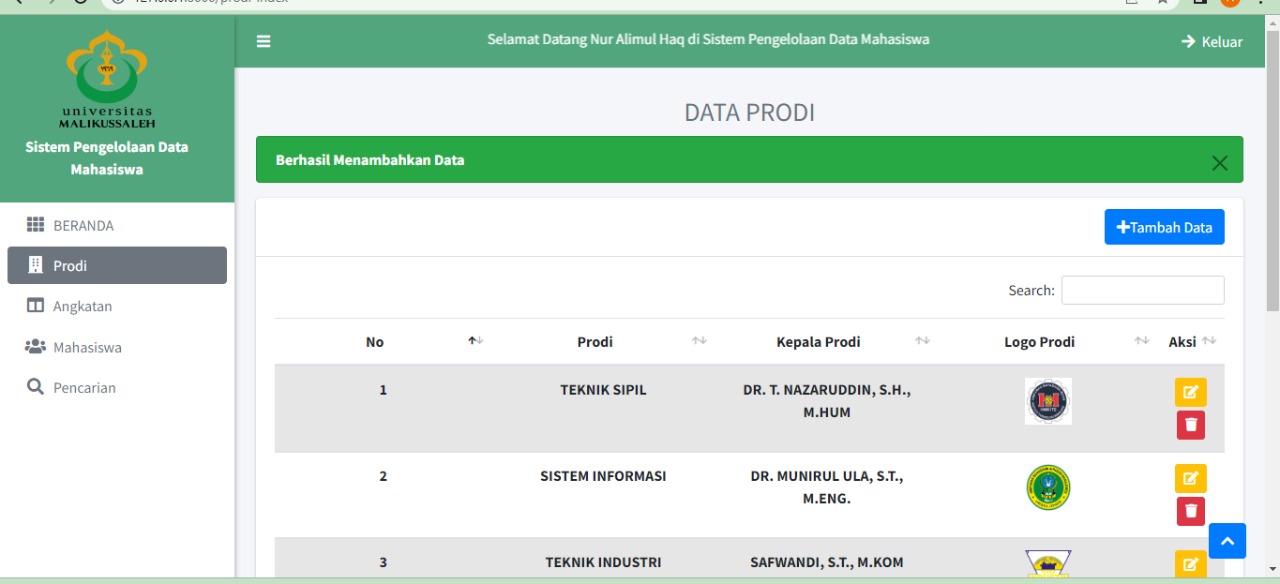 Selamat Datang Nur Alimul Haq di Sistem Pengelolaan Data Mahasiswa
Keluar
universitas
MALIKUSSALEH
Sistem Pengelolaan Data
Mahasiswa
BERANDA
Prodi
Angkatan
Mahasiswa
Pencarian
DATA PRODI
Berhasil Menambahkan Data
Tambah Data
Search:
No Prodi Kepala Prodi Logo Prodi Aksi
1 TEKNIK SIPIL DR. T. NAZARUDDIN, S.H.,
M.HUM
2 SISTEM INFORMASI DR. MUNIRUL ULA, S.T.,
M.ENG.
3 TEKNIK INDUSTRI SAFWANDI, S.T., M.KOM